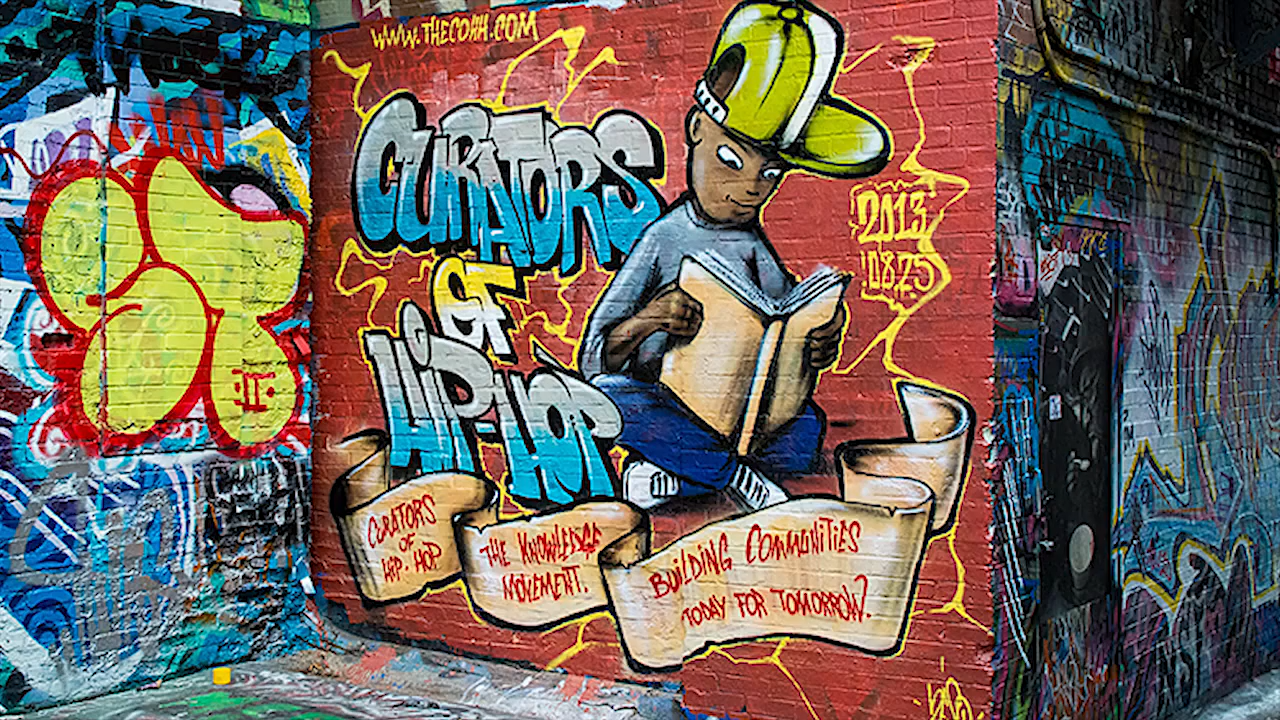 WWW.THECOHH.COM
CURATORS
OF
HIP-HOP
2013
08.25
CURATORS
OF
HIP. HOP
THE KNOWLEDGE
MOVEMENT.
BUILDING COMMUNITIES
TODAY FOR TOMORROW.